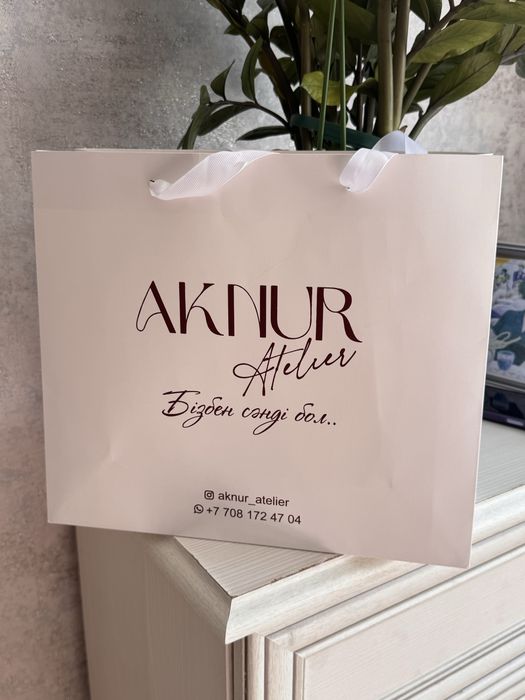 AKNUR
Atelier
Бізбен сәнді бол..
aknur_atelier
+7 708 172 47 04